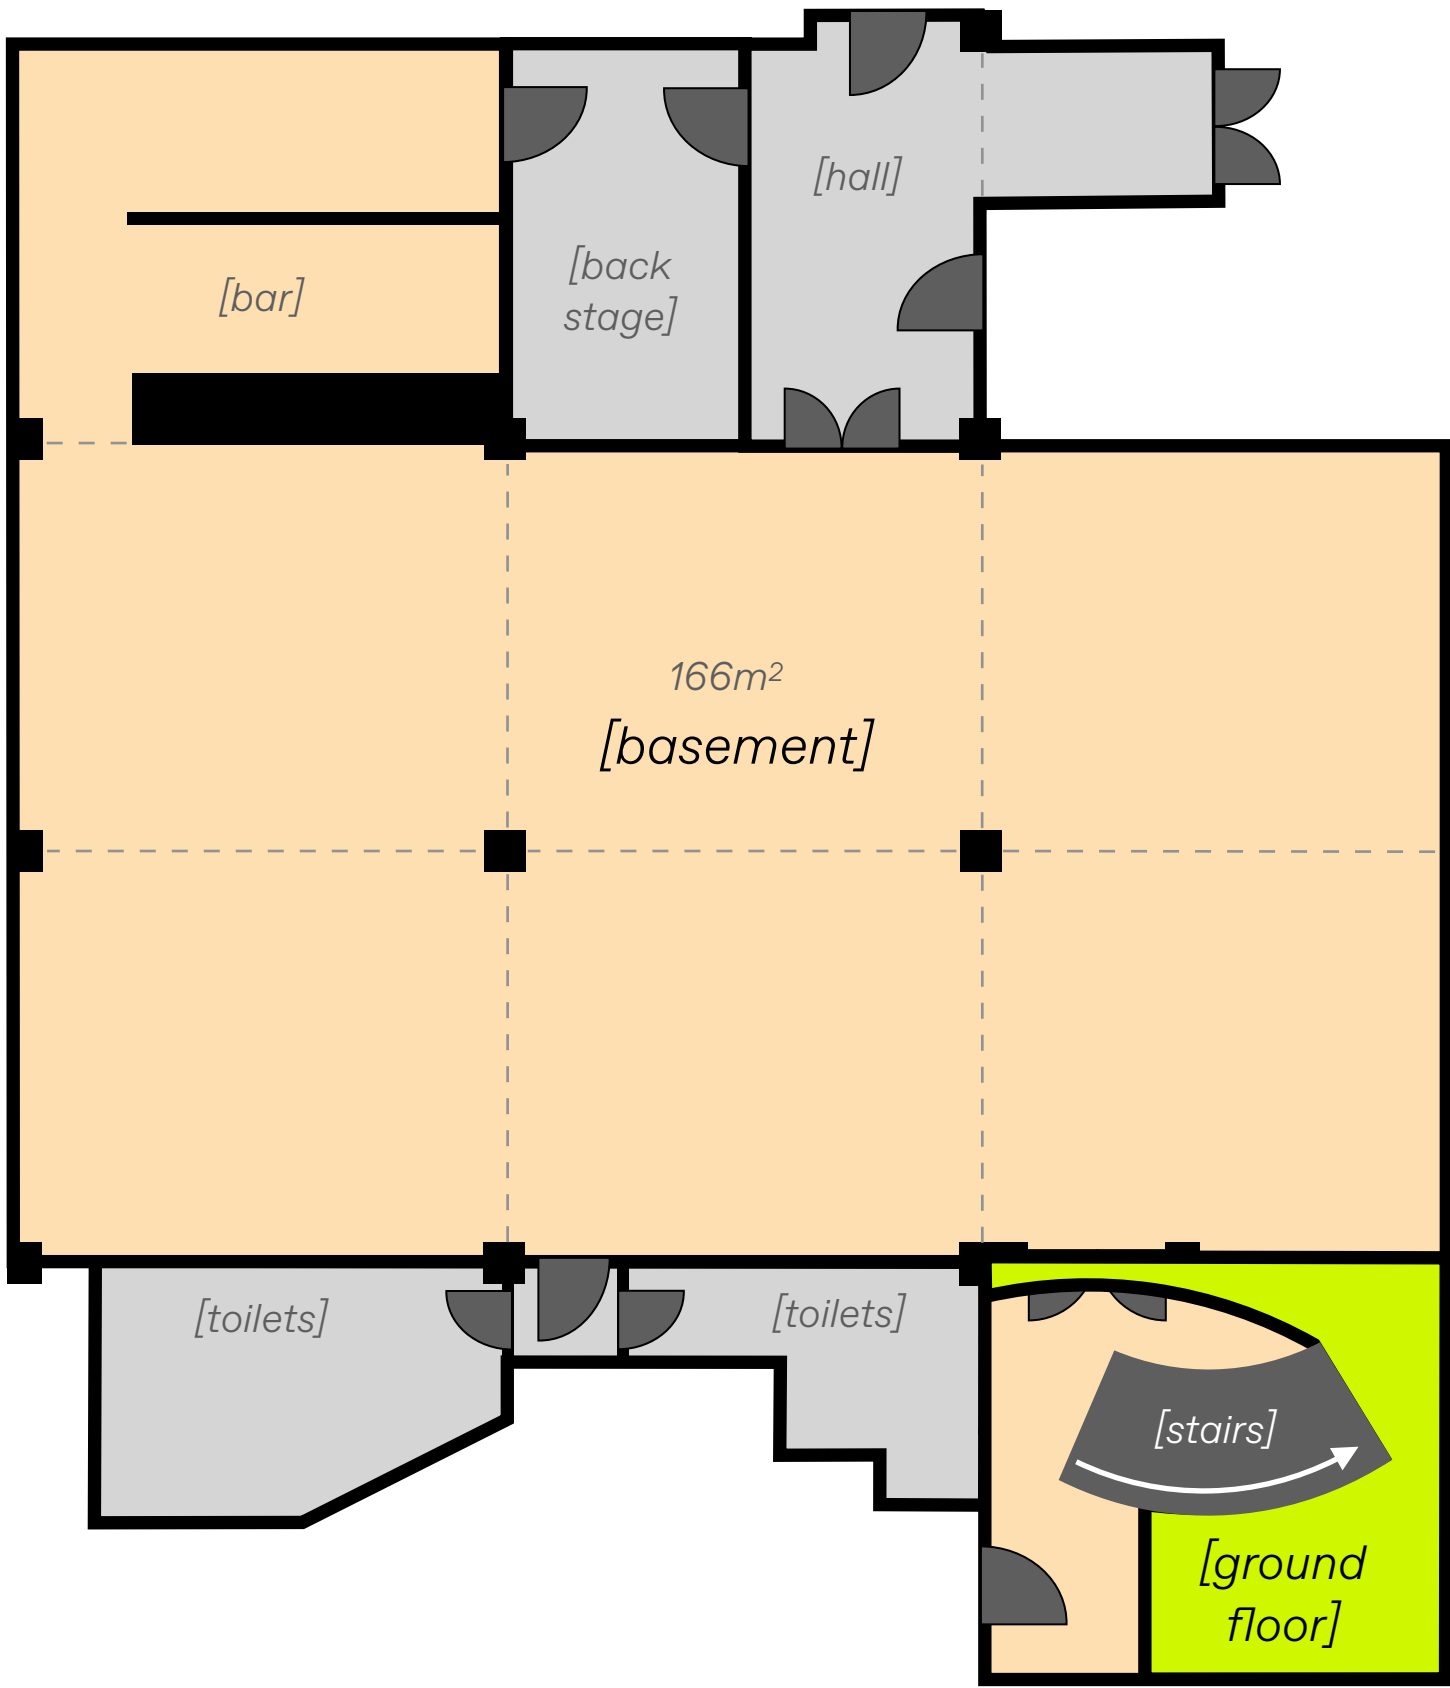 [hall]
[back
stage]
[bar]
166m²
[basement]
[toilets]
[toilets]
[stairs]
[ground
floor]